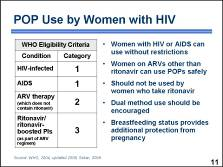 POP Use by Women with HIV
WHO Eligibility Criteria
Condition Category
HIV-infected 1
AIDS 1
ARV therapy
(which does not
contain ritonavir) 2
Ritonavir/
ritonavir-
boosted PIs
(as part of ARV
regimen) 3
• Women with HIV or AIDS can
use without restrictions
• Women on ARVs other than
ritonavir can use POPs safely
• Should not be used by
women who take ritonavir
• Dual method use should be
encouraged
• Breastfeeding status provides
additional protection from
pregnancy
Source: WHO, 2004, updated 2008;
11